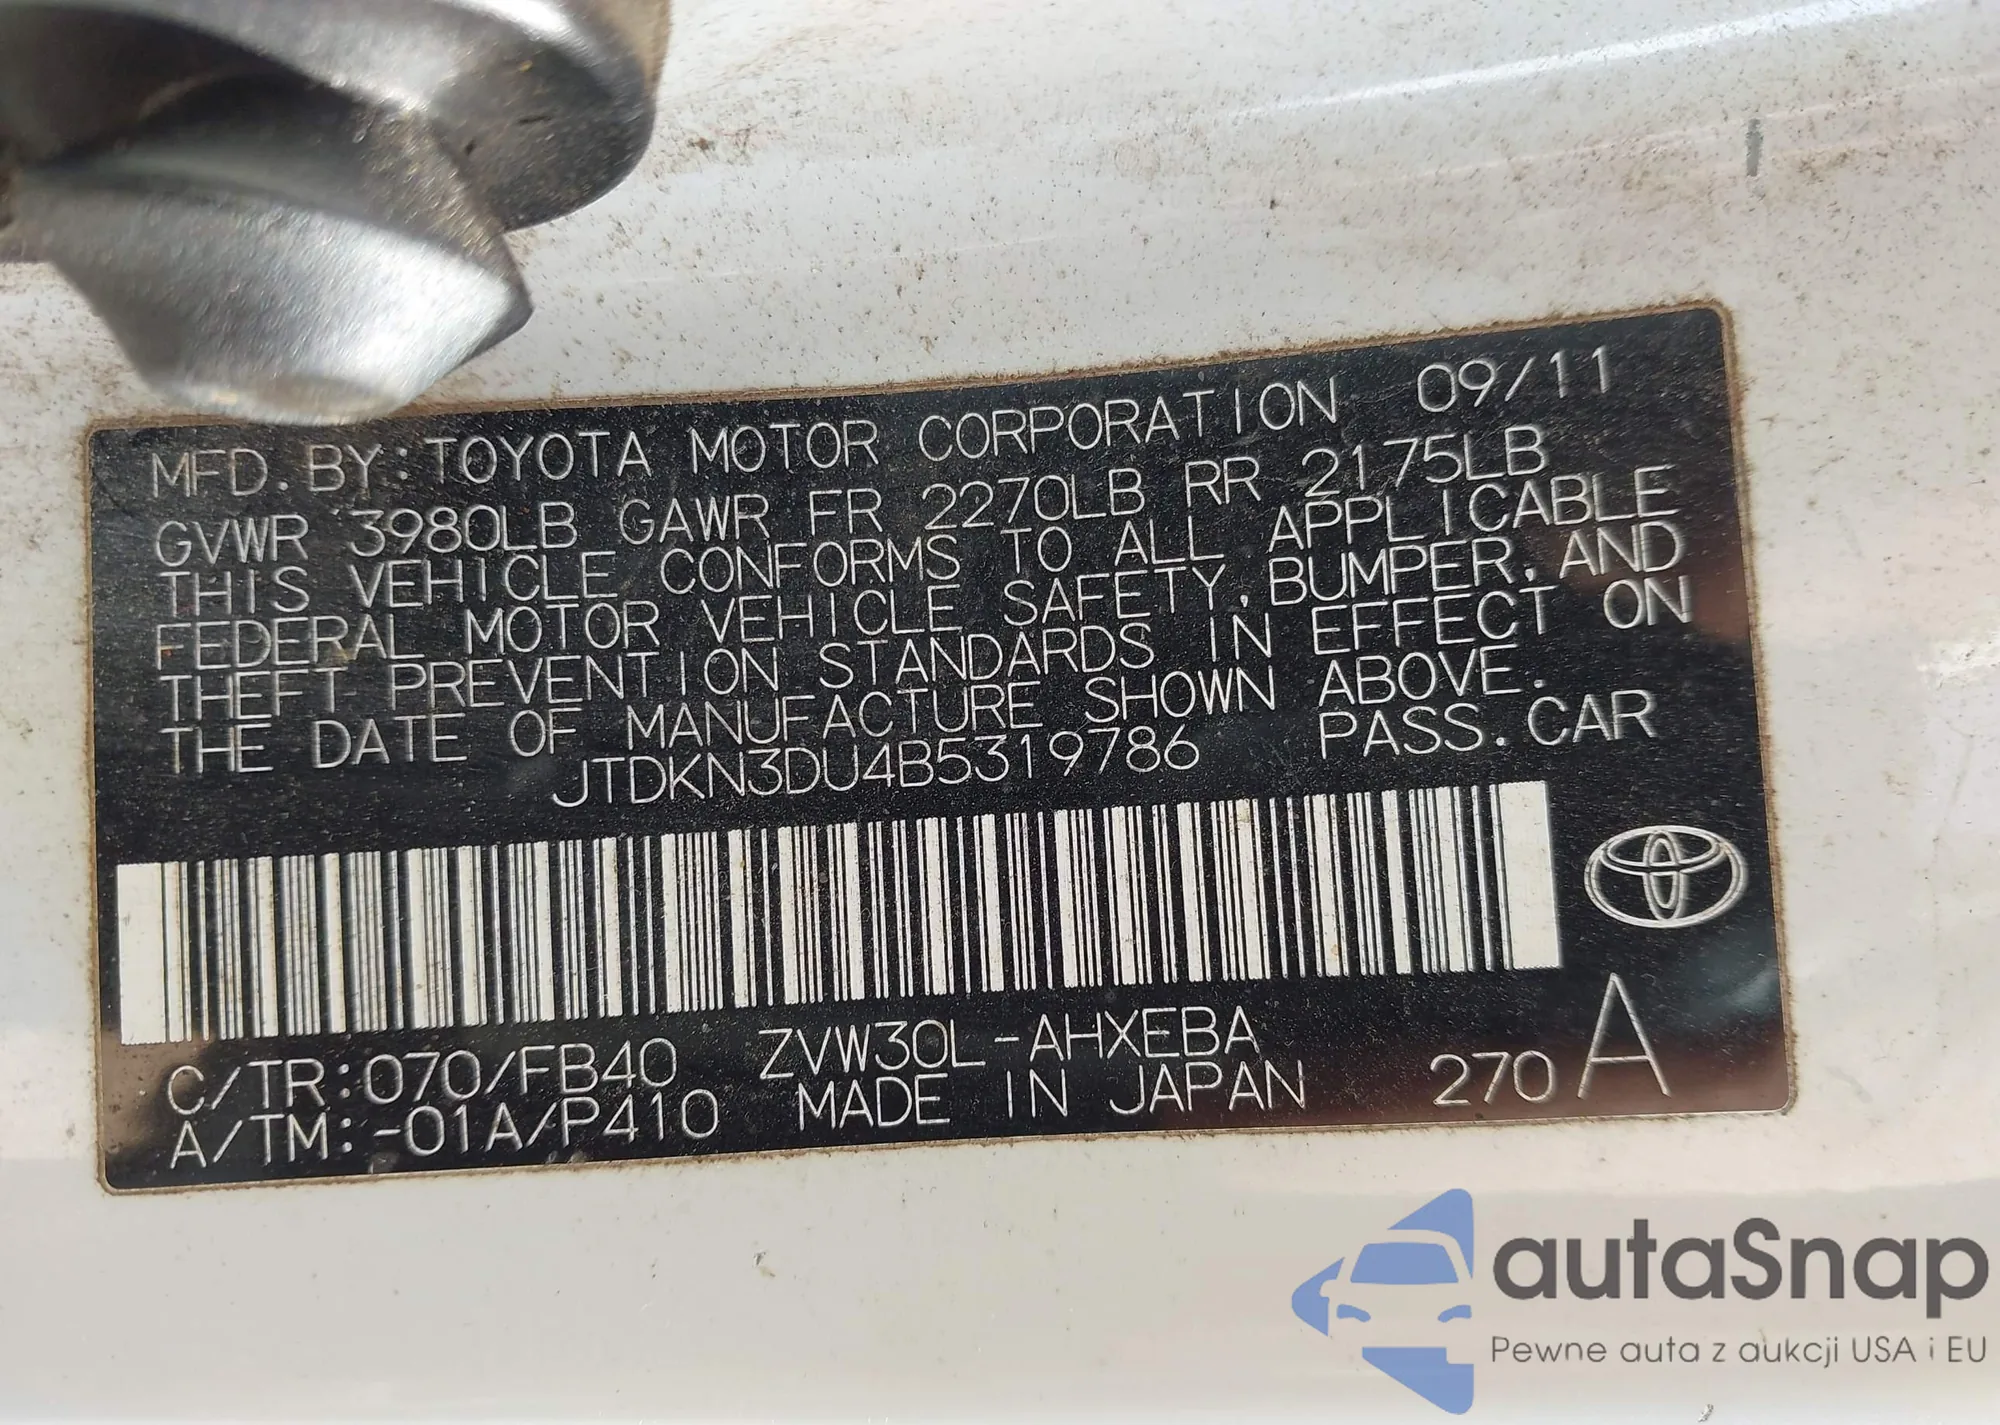 MFD. BY: TOYOTA MOTOR CORPORATION 09/11
GVWR 3980LB GAWR FR 2270LB RR 2175LB
THIS VEHICLE CONFORMS TO ALL APPLICABLE
FEDERAL MOTOR VEHICLE SAFETY, BUMPER, AND
THEFT PREVENTION STANDARDS IN EFFECT ON
THE DATE OF MANUFACTURE SHOWN ABOVE.
JTDKN3DU4B5319786 PASS. CAR
C/TR:070/FB40 ZVW30L-AHXEBA
A/TM:-01A/P410 MADE IN JAPAN 270 A
autaSnap
Pewne auta z aukcji USA i EU